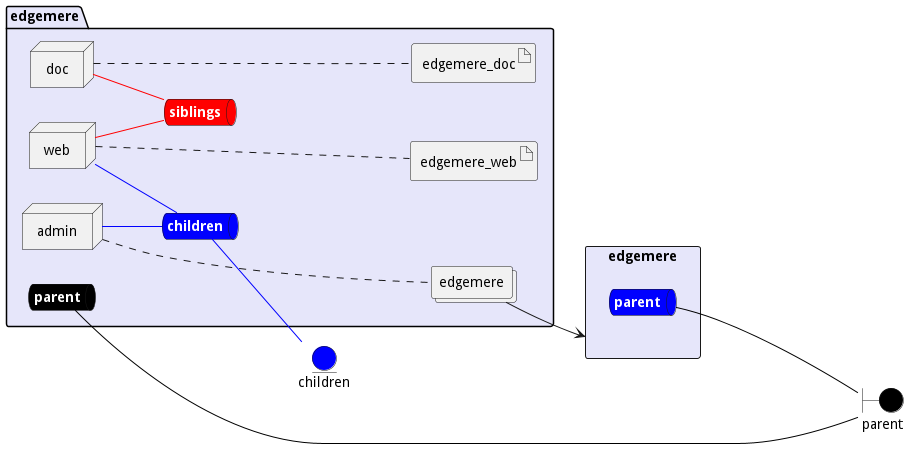 edgemere
doc
edgemere_doc
siblings
web
edgemere_web
children
admin
edgemere
edgemere
parent
parent
children
parent